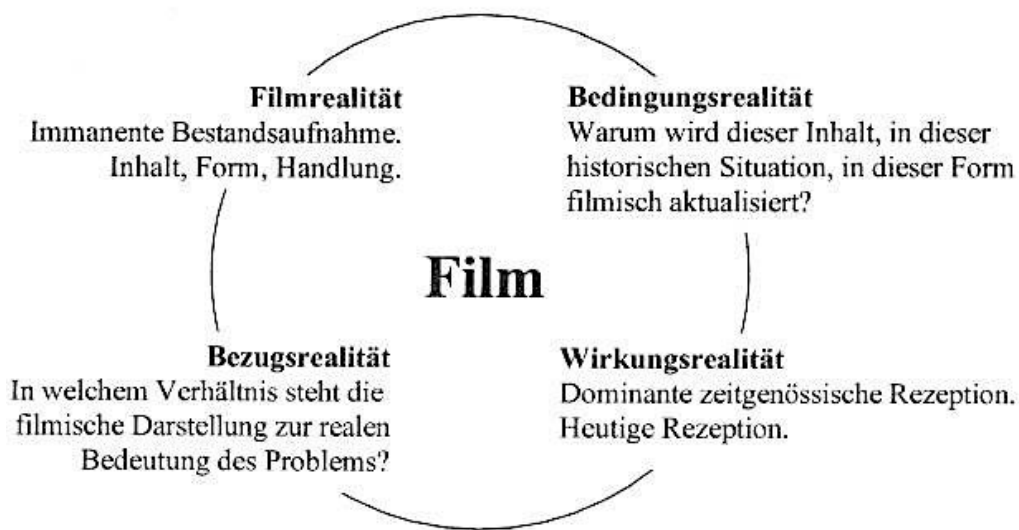 Filmrealität
Immanente Bestandsaufnahme.
Inhalt, Form, Handlung.
Bedingungsrealität
Warum wird dieser Inhalt, in dieser
historischen Situation, in dieser Form
filmisch aktualisiert?
Film
Bezugsrealität
In welchem Verhältnis steht die
filmische Darstellung zur realen
Bedeutung des Problems?
Wirkungsrealität
Dominante zeitgenössische Rezeption.
Heutige Rezeption.